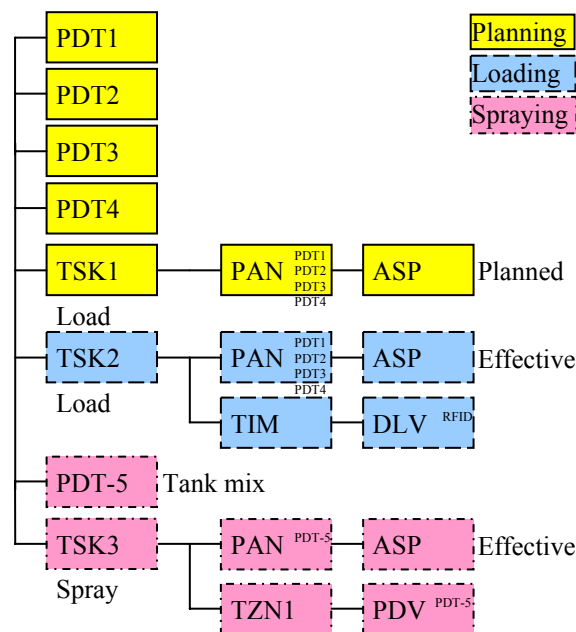 PDT1
Planning
Loading
PDT2
Spraying
PDT3
PDT4
TSK1
PAN
PDT1
PDT2
PDT3
PDT4
ASP
Planned
Load
TSK2
PAN
PDT1
PDT2
PDT3
PDT4
ASP
Effective
Load
TIM
DLV RFID
PDT-5 Tank mix
TSK3
PAN PDT-5
ASP
Effective
Spray
TZN1
PDV PDT-5